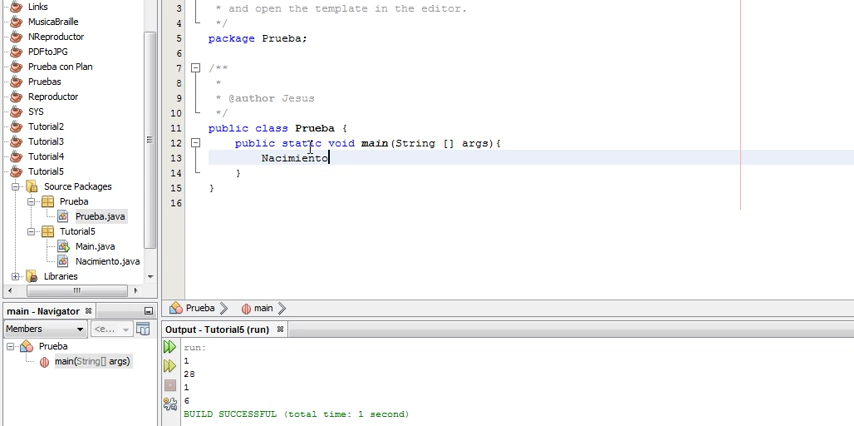 Links
MusicaBraille
NReproductor
PDFtoJPG
Prueba con Plan
Pruebas
Reproductor
SYS
Tutorial2
Tutorial3
Tutorial4
Tutorial5
Source Packages
Prueba
Prueba.java
Tutorial5
Main.java
Nacimiento.java
Libraries
main - Navigator
Members
<e...
Prueba
main(String[] args)
3 * and open the template in the editor.
4 */
5 package Prueba;
6
7 /**
8 *
9 * @author Jesus
10 */
11 public class Prueba {
12 public static void main(String [] args){
13 Nacimiento
14 }
15 }
16
Prueba
main
Output - Tutorial5 (run)
run:
1
28
1
6
BUILD SUCCESSFUL (total time: 1 second)